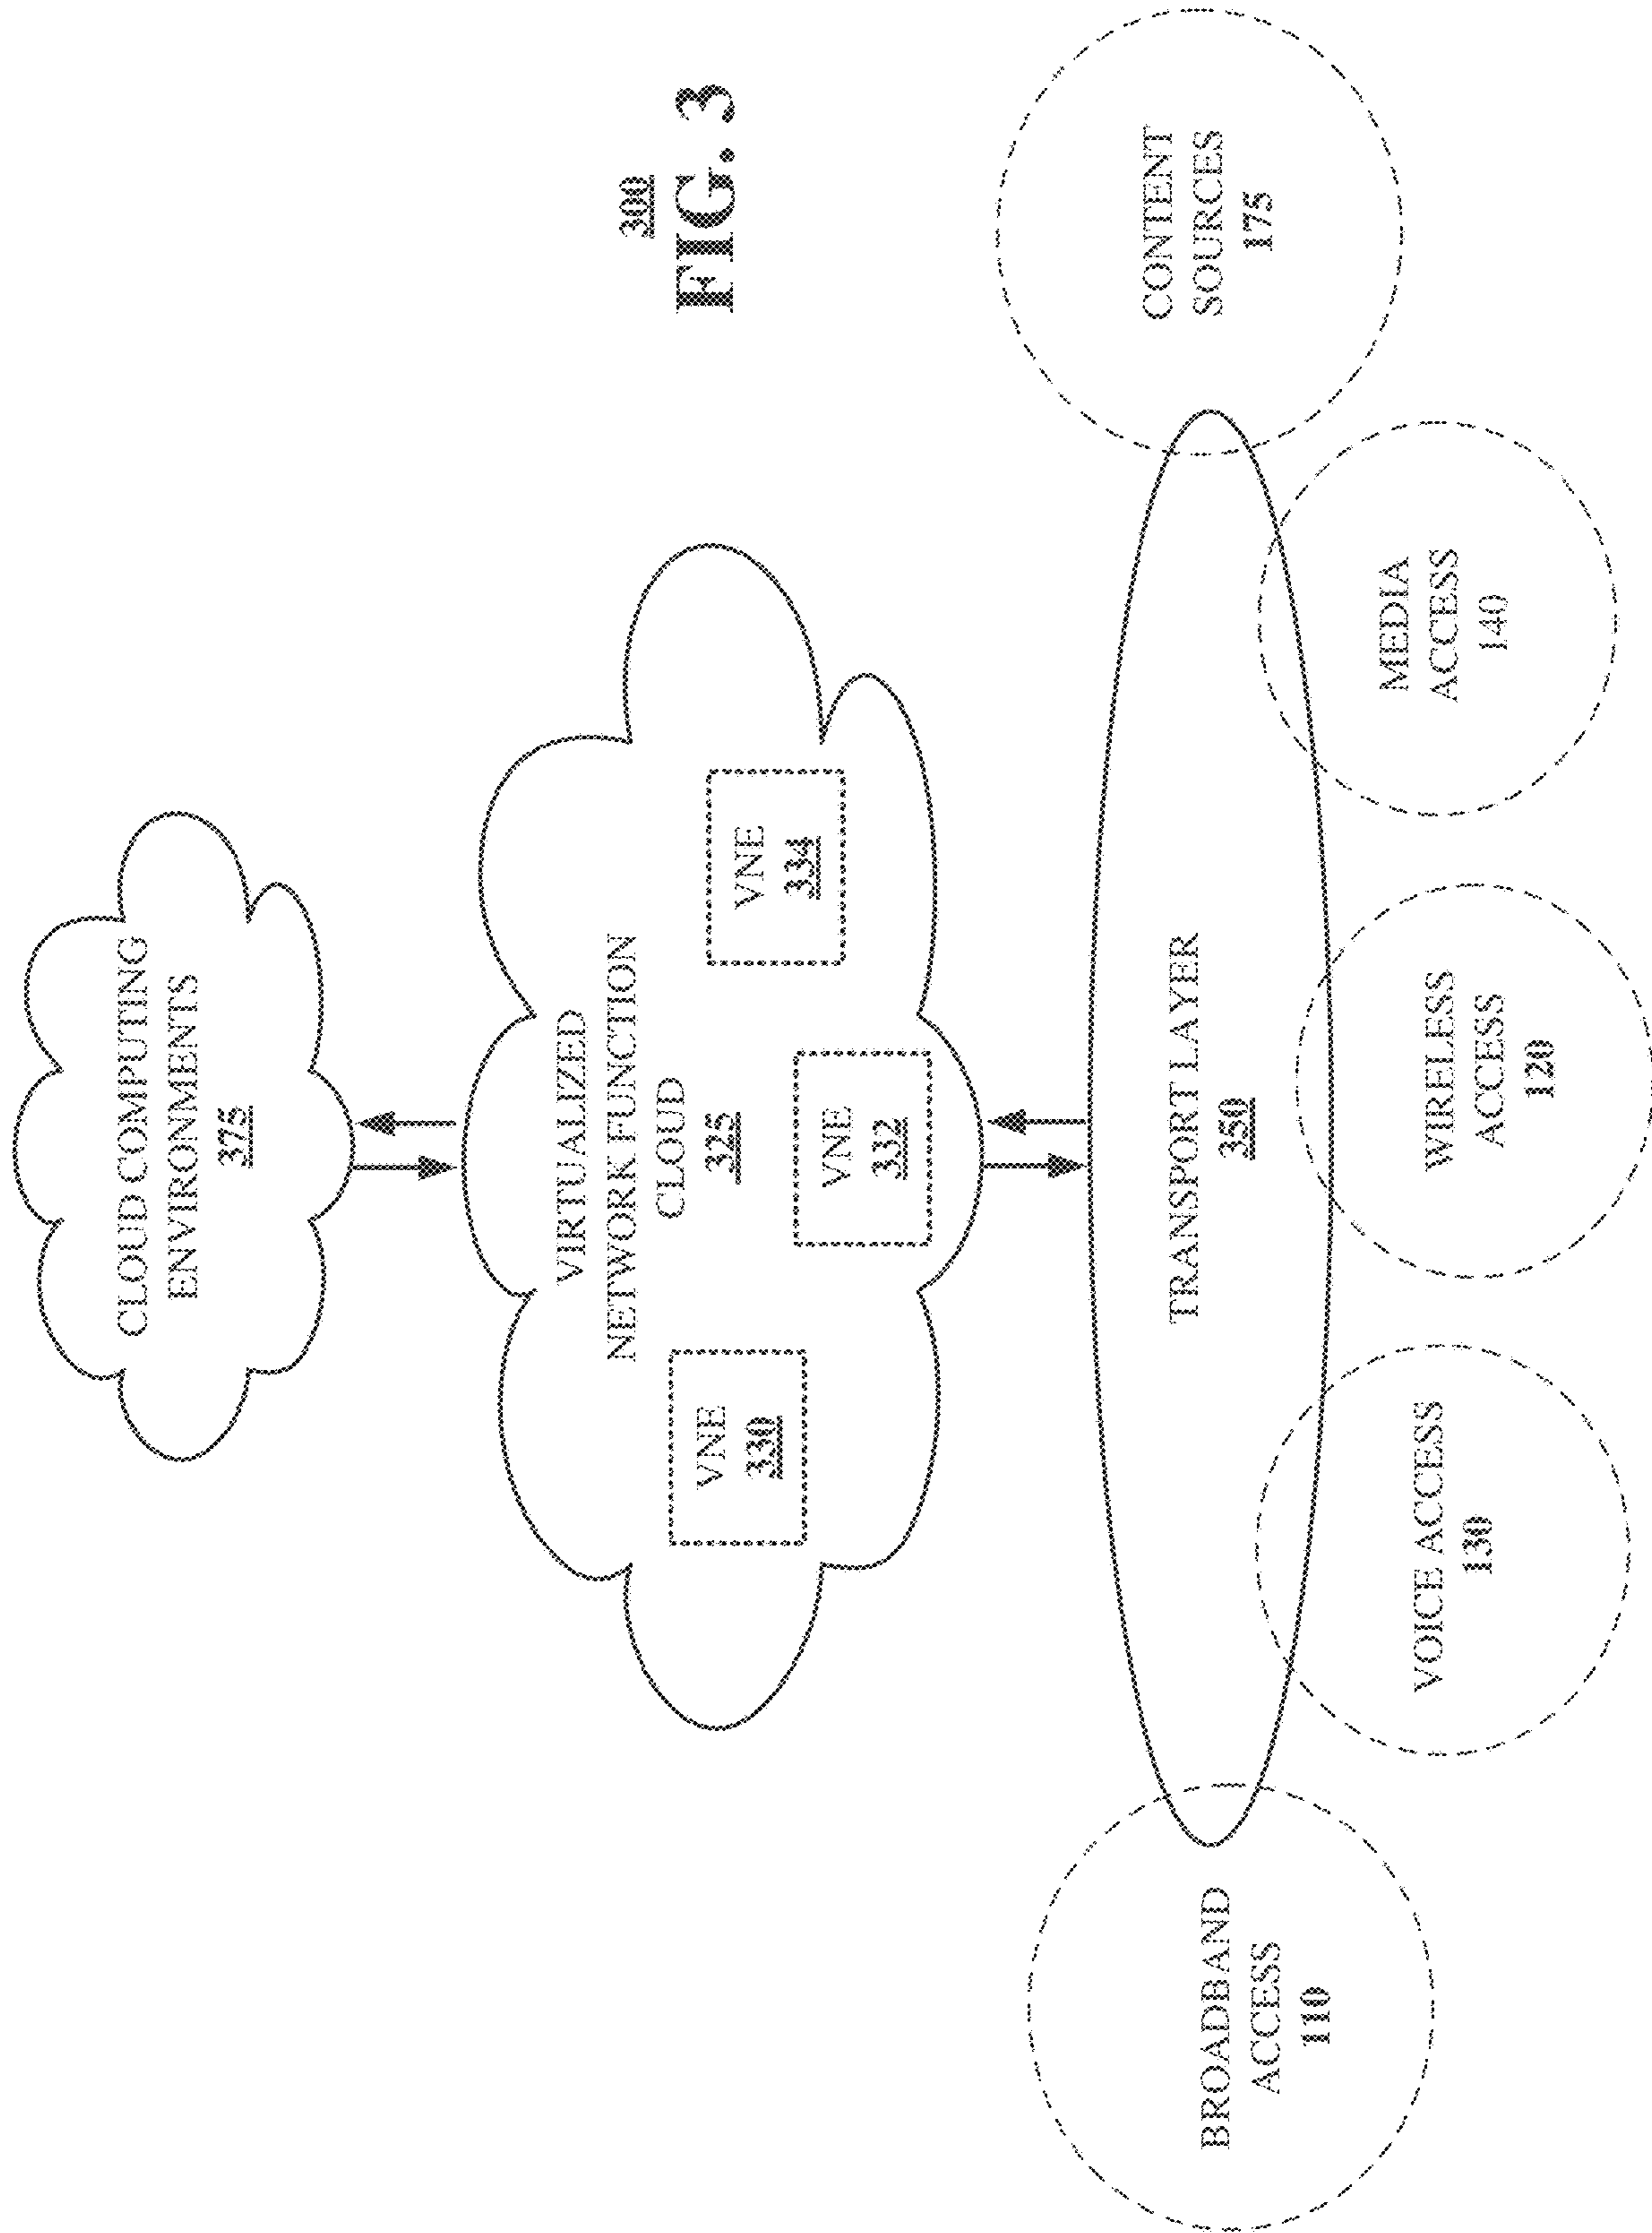 CLOUD COMPUTING
ENVIRONMENTS
375
VIRTUALIZED
NETWORK FUNCTION
CLOUD
325
VNE
330
VNE
332
VNE
334
300
FIG. 3
TRANSPORT LAYER
350
BROADBAND
ACCESS
110
VOICE ACCESS
130
WIRELESS
ACCESS
120
MEDIA
ACCESS
140
CONTENT
SOURCES
175